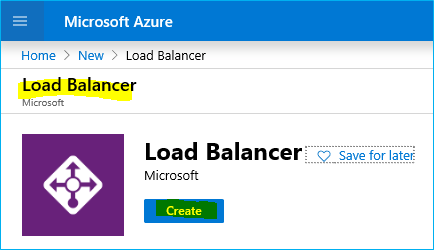 Microsoft Azure
Home > New > Load Balancer
Load Balancer
Microsoft
Load Balancer Save for later
Microsoft
Create